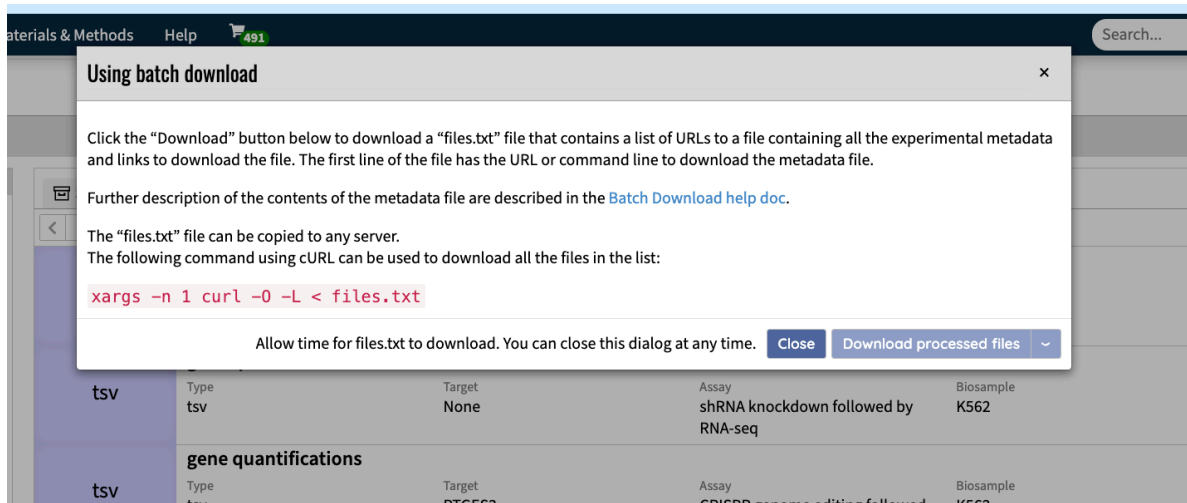 aterials & Methods Help 491 Search...
Using batch download ×
Click the “Download” button below to download a “files.txt” file that contains a list of URLs to a file containing all the experimental metadata
and links to download the file. The first line of the file has the URL or command line to download the metadata file.
Further description of the contents of the metadata file are described in the Batch Download help doc.
The “files.txt” file can be copied to any server.
The following command using cURL can be used to download all the files in the list:
xargs -n 1 curl -O -L < files.txt
Allow time for files.txt to download. You can close this dialog at any time. Close Download processed files
tsv
Type Target Assay Biosample
tsv None shRNA knockdown followed by K562
RNA-seq
gene quantifications
tsv
Type Target Assay Biosample